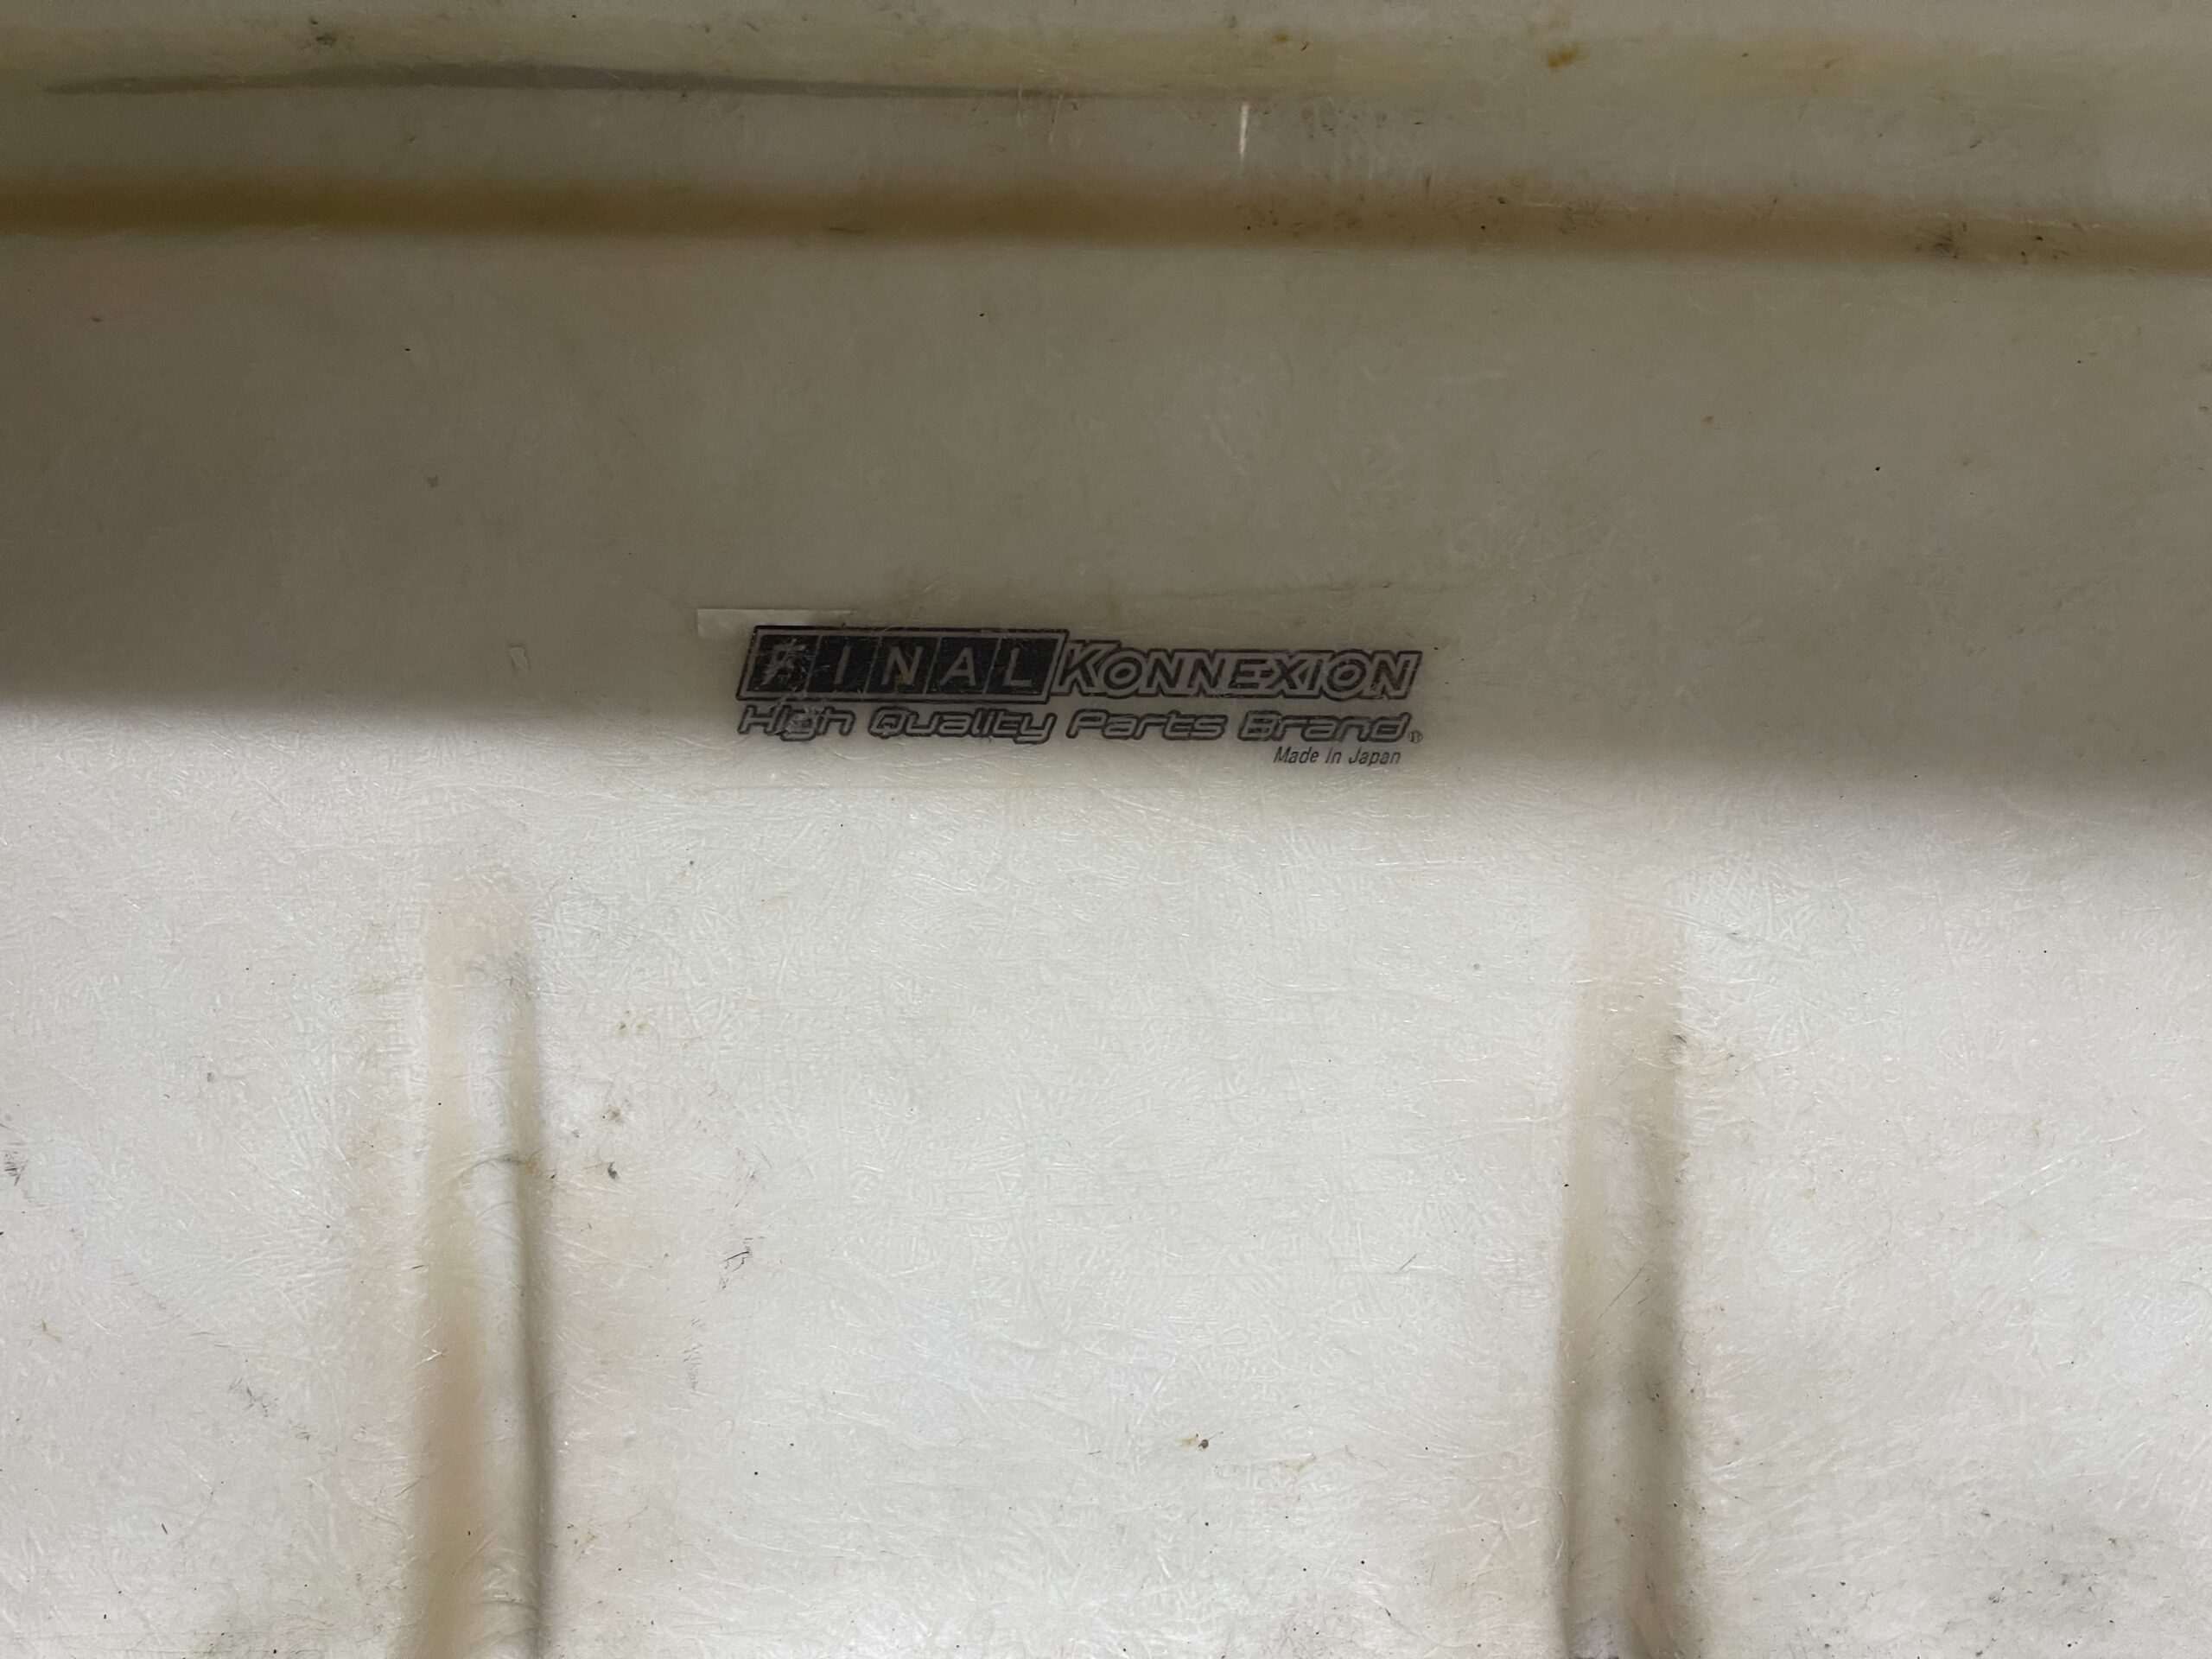 FINAL KONNEXION
High Quality Parts Brand®
Made In Japan